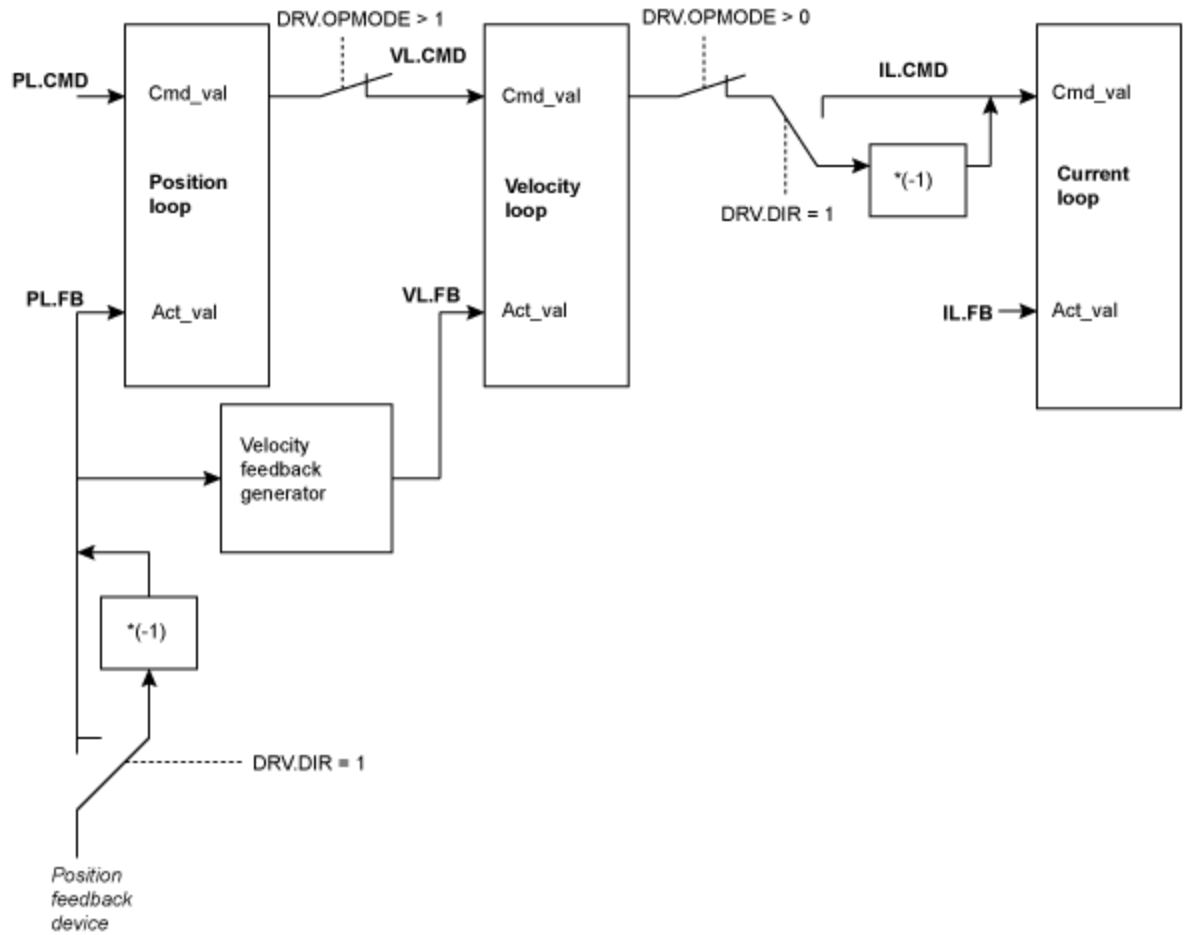 DRV.OPMODE > 1
DRV.OPMODE > 0
PL.CMD
Cmd_val
VL.CMD
Cmd_val
IL.CMD
Cmd_val
Position
loop
Velocity
loop
*(-1)
Current
loop
DRV.DIR = 1
PL.FB
Act_val
VL.FB
Act_val
IL.FB
Act_val
Velocity
feedback
generator
*(-1)
DRV.DIR = 1
Position
feedback
device